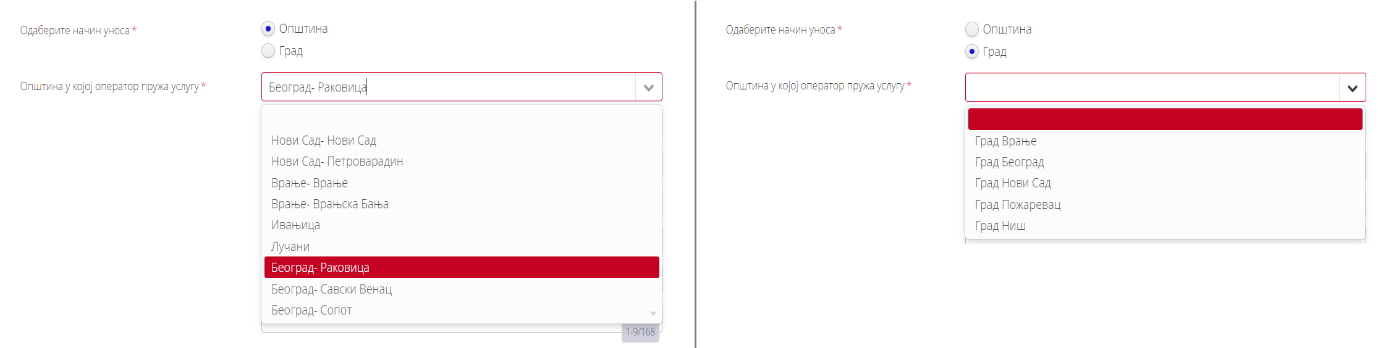 Одаберите начин уноса *
Општина
Град
Општина у којој оператор пружа услугу *
Београд- Раковица
Нови Сад- Нови Сад
Нови Сад- Петроварадин
Врање- Врање
Врање- Врањска Бања
Ивањица
Лучани
Београд- Раковица
Београд- Савски Венац
Београд- Сопот
1-9/168
Одаберите начин уноса *
Општина
Град
Општина у којој оператор пружа услугу *
Град Врање
Град Београд
Град Нови Сад
Град Пожаревац
Град Ниш